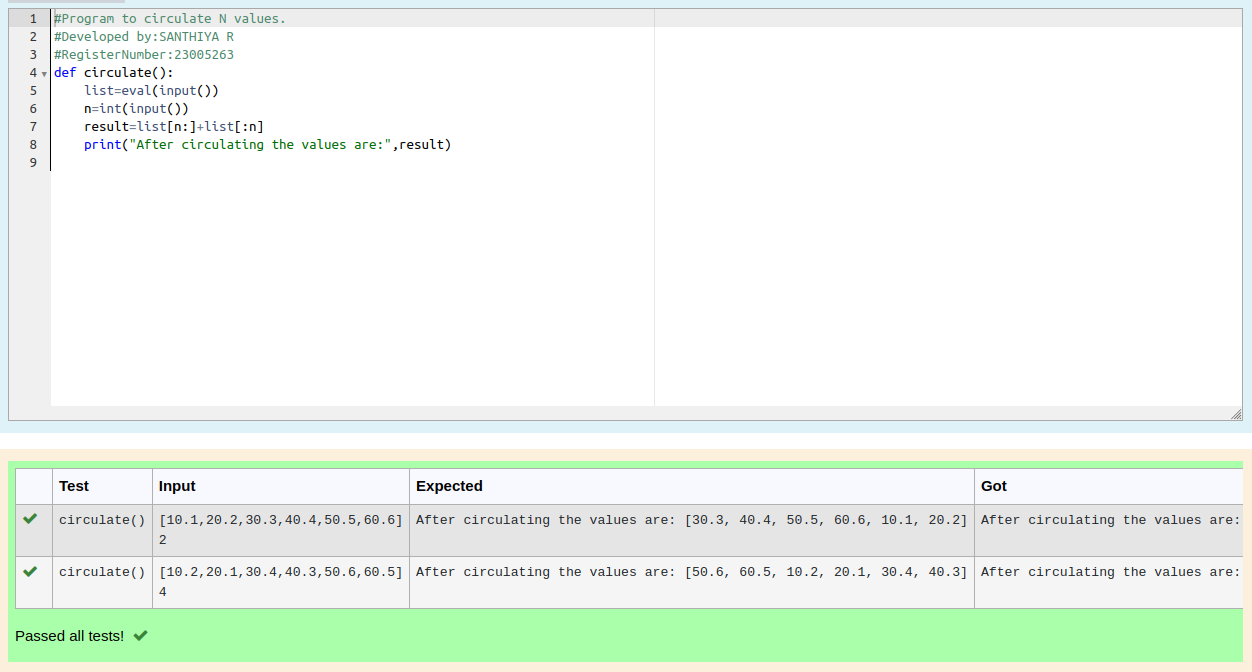 1 #Program to circulate N values.
2 #Developed by:SANTHIYA R
3 #RegisterNumber:23005263
4 def circulate():
5     list=eval(input())
6     n=int(input())
7     result=list[n:]+list[:n]
8     print("After circulating the values are:",result)
9
Test Input Expected Got
circulate() [10.1,20.2,30.3,40.4,50.5,60.6] After circulating the values are: [30.3, 40.4, 50.5, 60.6, 10.1, 20.2] After circulating the values are:
2
circulate() [10.2,20.1,30.4,40.3,50.6,60.5] After circulating the values are: [50.6, 60.5, 10.2, 20.1, 30.4, 40.3] After circulating the values are:
4
Passed all tests!